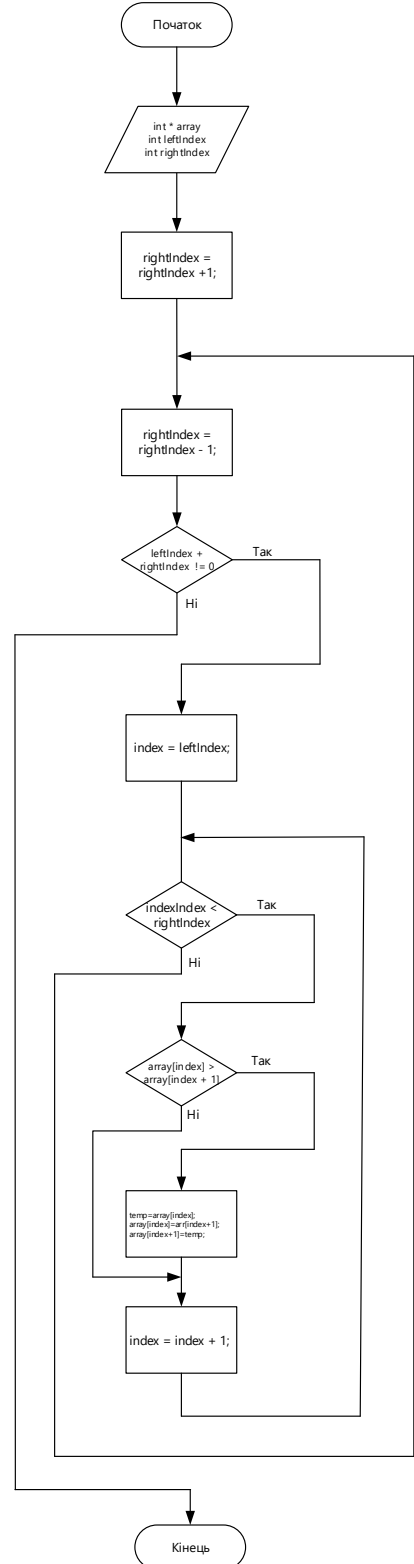 Початок
int * array
int leftIndex
int rightIndex
rightIndex =
rightIndex +1;
rightIndex =
rightIndex - 1;
leftIndex +
rightIndex != 0
Так
Ні
index = leftIndex;
indexIndex <
rightIndex
Так
Ні
array[index] >
array[index + 1]
Так
Ні
temp=array[index];
array[index]=arr[index+1];
array[index+1]=temp;
index = index + 1;
Кінець